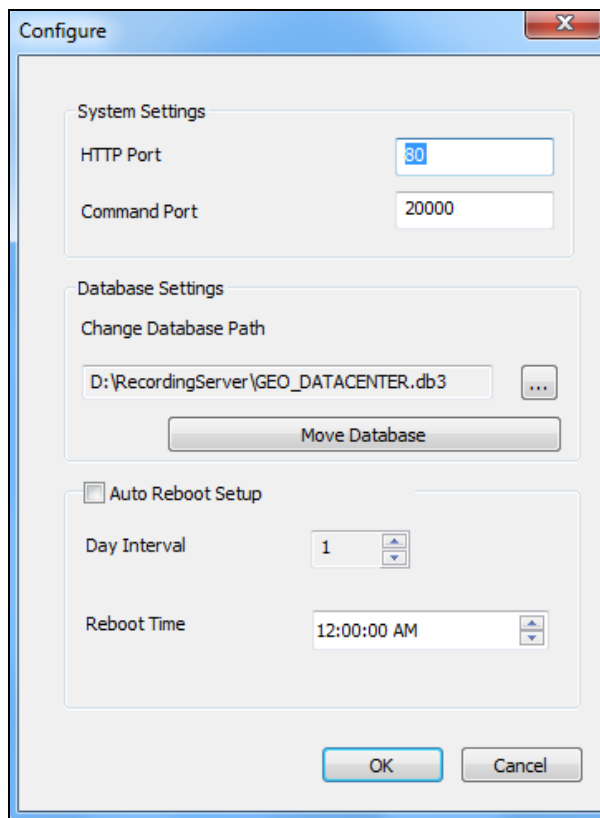 Configure
X
System Settings
HTTP Port 80
Command Port 20000
Database Settings
Change Database Path
D:\RecordingServer\GEO_DATACENTER.db3 ...
Move Database
Auto Reboot Setup
Day Interval 1
Reboot Time 12:00:00 AM
OK Cancel